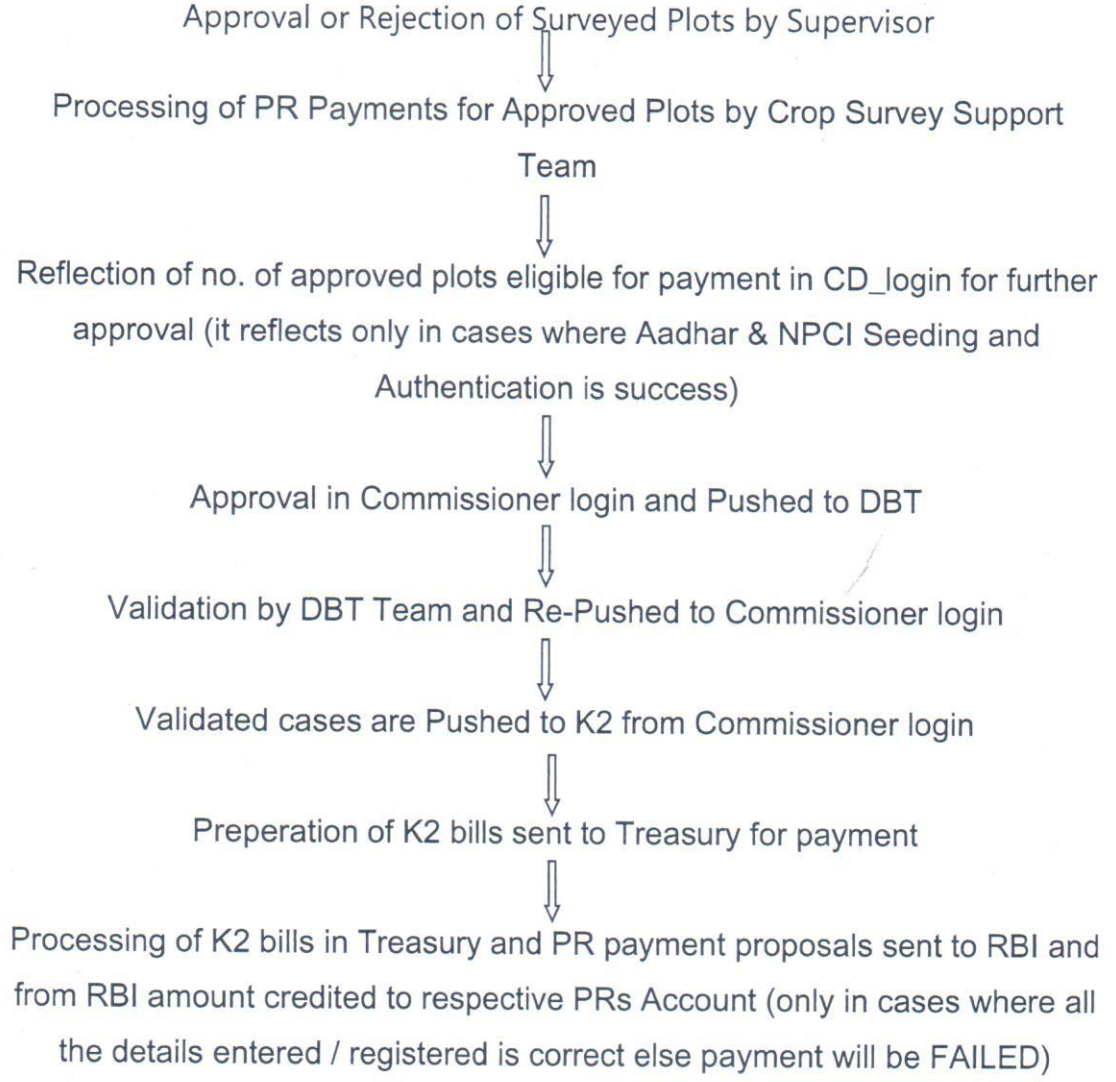 Approval or Rejection of Surveyed Plots by Supervisor
Processing of PR Payments for Approved Plots by Crop Survey Support
Team
Reflection of no. of approved plots eligible for payment in CD_login for further
approval (it reflects only in cases where Aadhar & NPCI Seeding and
Authentication is success)
Approval in Commissioner login and Pushed to DBT
Validation by DBT Team and Re-Pushed to Commissioner login
Validated cases are Pushed to K2 from Commissioner login
Preperation of K2 bills sent to Treasury for payment
Processing of K2 bills in Treasury and PR payment proposals sent to RBI and
from RBI amount credited to respective PRs Account (only in cases where all
the details entered / registered is correct else payment will be FAILED)